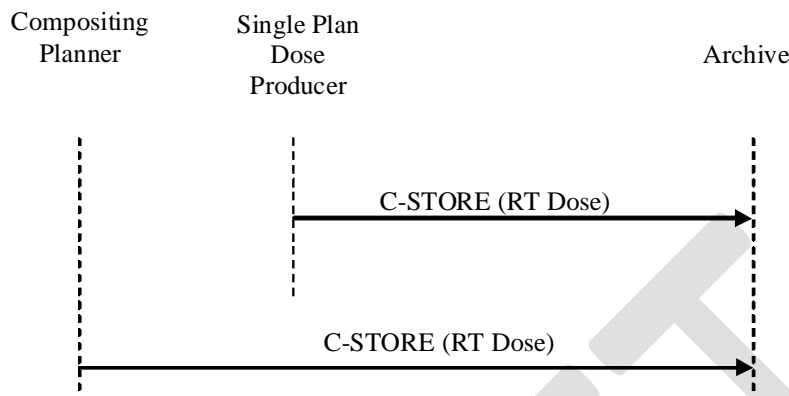 Compositing
Planner
Single Plan
Dose
Producer
Archive
C-STORE (RT Dose)
C-STORE (RT Dose)